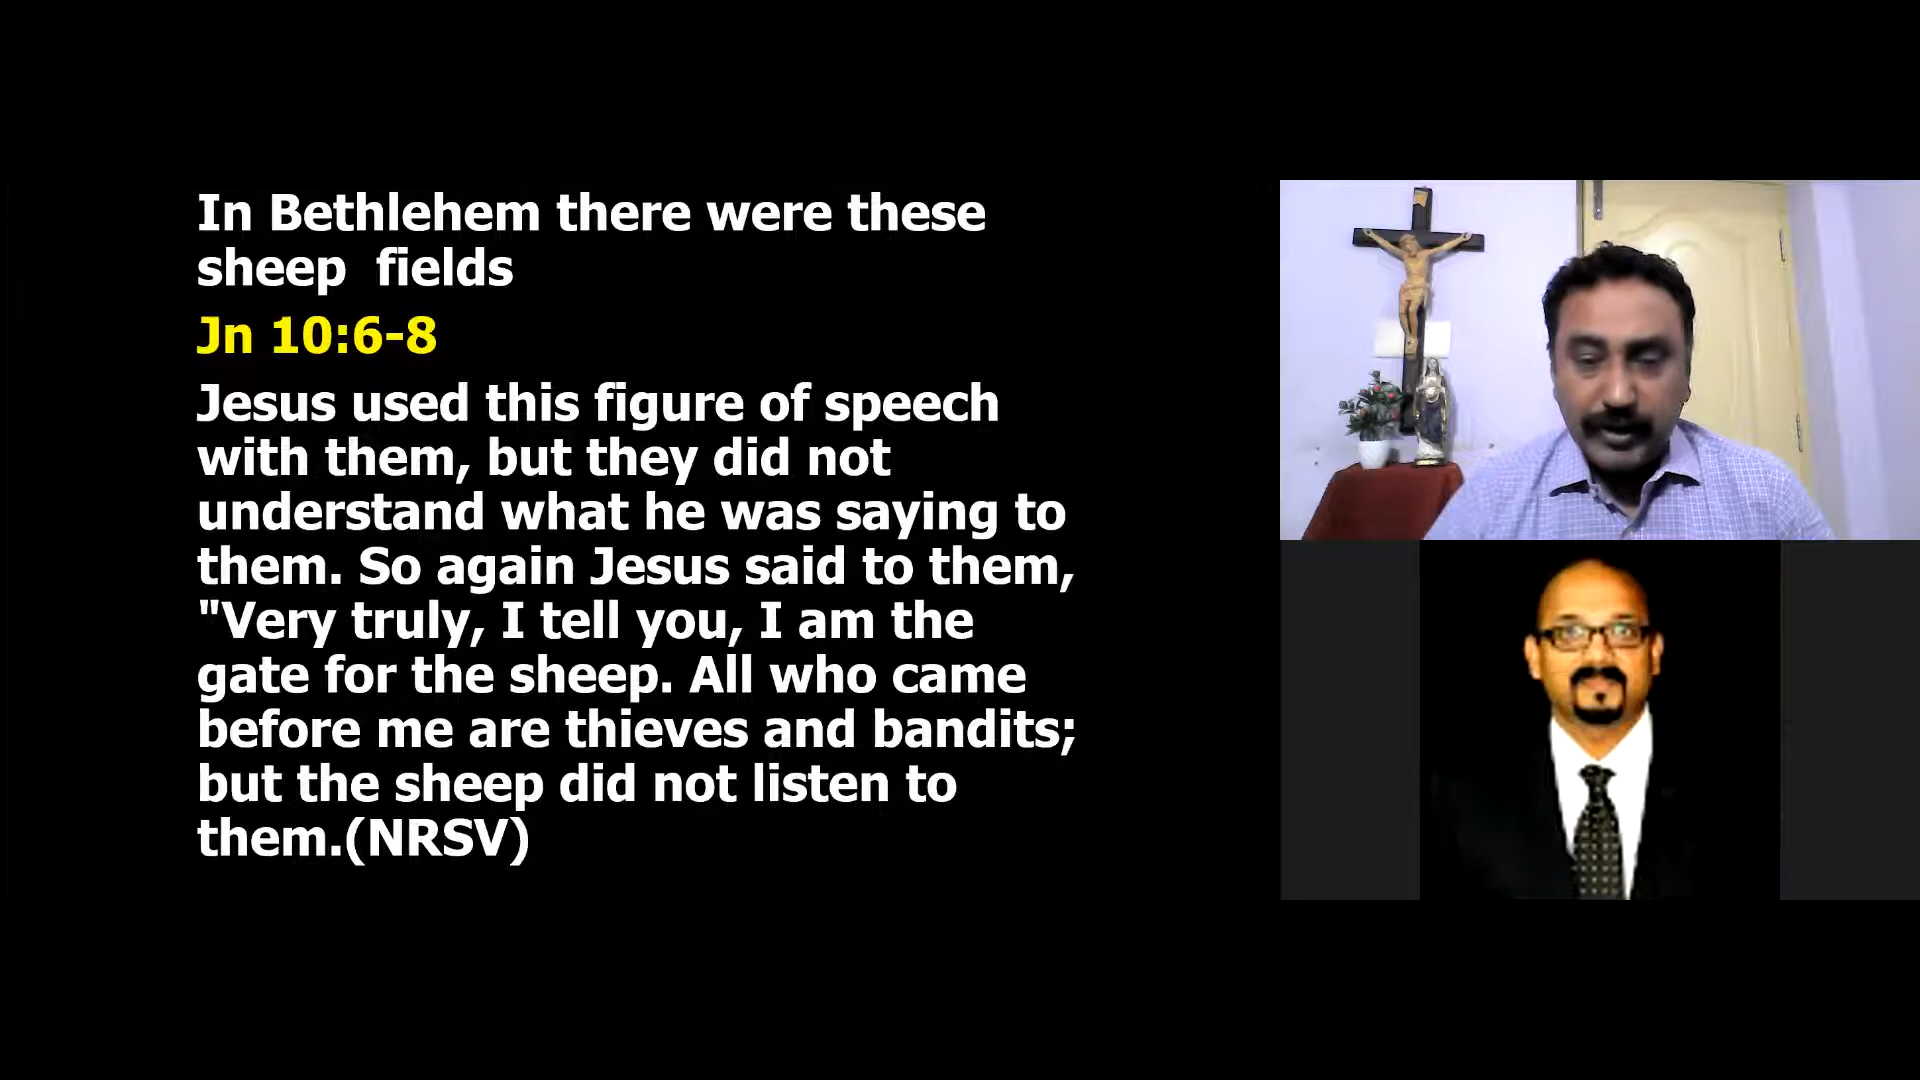 In Bethlehem there were these
sheep  fields
Jn 10:6-8
Jesus used this figure of speech
with them, but they did not
understand what he was saying to
them. So again Jesus said to them,
"Very truly, I tell you, I am the
gate for the sheep. All who came
before me are thieves and bandits;
but the sheep did not listen to
them.(NRSV)